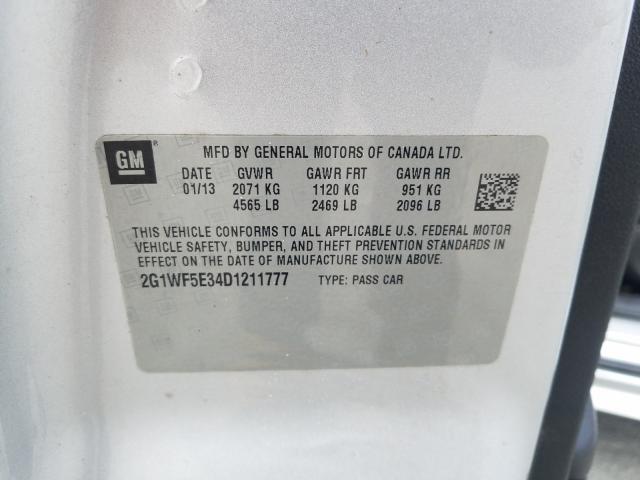 GM ® MFD BY GENERAL MOTORS OF CANADA LTD.
DATE GVWR GAWR FRT GAWR RR
01/13 2071 KG 1120 KG 951 KG
4565 LB 2469 LB 2096 LB
THIS VEHICLE CONFORMS TO ALL APPLICABLE U.S. FEDERAL MOTOR
VEHICLE SAFETY, BUMPER, AND THEFT PREVENTION STANDARDS IN
EFFECT ON THE DATE OF MANUFACTURE SHOWN ABOVE.
2G1WF5E34D1211777 TYPE: PASS CAR